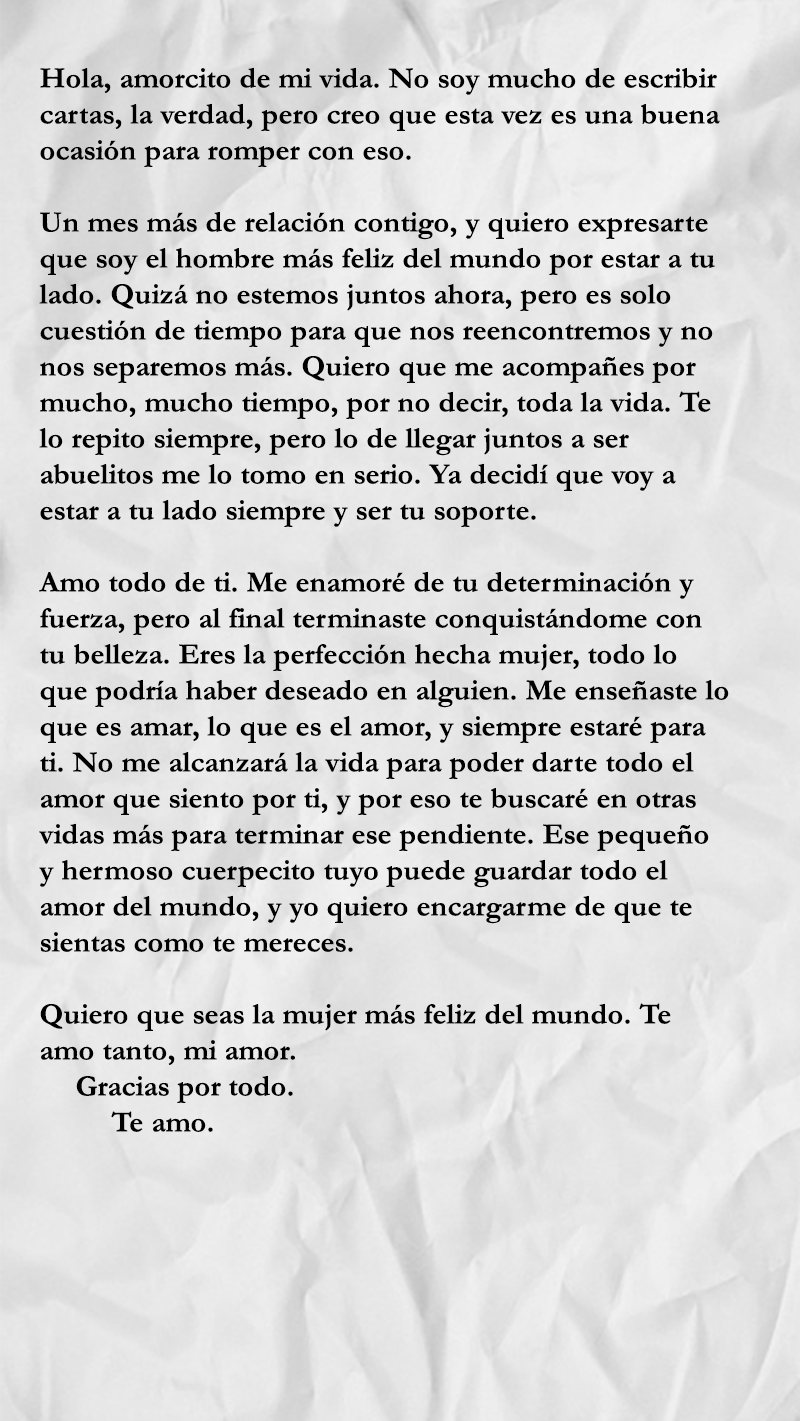 Hola, amorcito de mi vida. No soy mucho de escribir
cartas, la verdad, pero creo que esta vez es una buena
ocasión para romper con eso.
Un mes más de relación contigo, y quiero expresarte
que soy el hombre más feliz del mundo por estar a tu
lado. Quizá no estemos juntos ahora, pero es solo
cuestión de tiempo para que nos reencontremos y no
nos separemos más. Quiero que me acompañes por
mucho, mucho tiempo, por no decir, toda la vida. Te
lo repito siempre, pero lo de llegar juntos a ser
abuelitos me lo tomo en serio. Ya decidí que voy a
estar a tu lado siempre y ser tu soporte.
Amo todo de ti. Me enamoré de tu determinación y
fuerza, pero al final terminaste conquistándome con
tu belleza. Eres la perfección hecha mujer, todo lo
que podría haber deseado en alguien. Me enseñaste lo
que es amar, lo que es el amor, y siempre estaré para
ti. No me alcanzará la vida para poder darte todo el
amor que siento por ti, y por eso te buscaré en otras
vidas más para terminar ese pendiente. Ese pequeño
y hermoso cuerpecito tuyo puede guardar todo el
amor del mundo, y yo quiero encargarme de que te
sientas como te mereces.
Quiero que seas la mujer más feliz del mundo. Te
amo tanto, mi amor.
Gracias por todo.
Te amo.